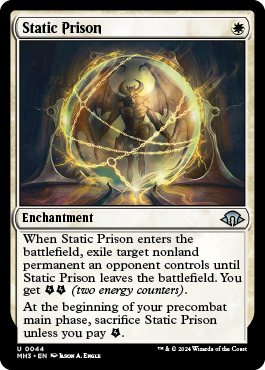 Static Prison
Enchantment
When Static Prison enters the
battlefield, exile target nonland
permanent an opponent controls until
Static Prison leaves the battlefield. You
get (two energy counters).
At the beginning of your precombat
main phase, sacrifice Static Prison
unless you pay .
U 0044
MH3 • EN Jason A. Engle
™ & © 2024 Wizards of the Coast